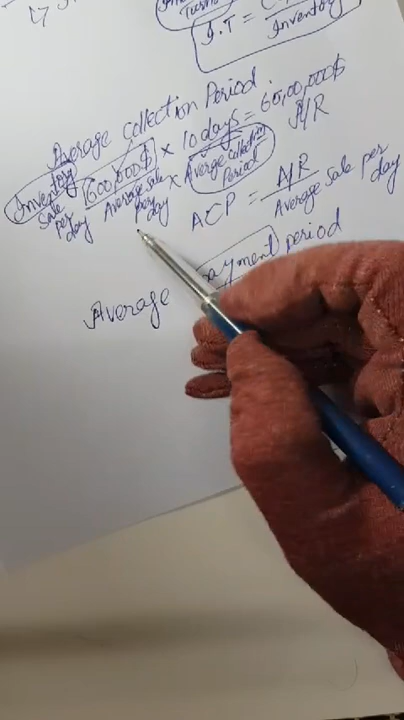 I.T =
Inventory
Average Collection Period.
600,000$ × 10 days = 60,00,000$
Inventory Sale per day
Average sale per day × Average Collection Period
A/R
ACP = A/R / Average Sale per day
Average Payment period